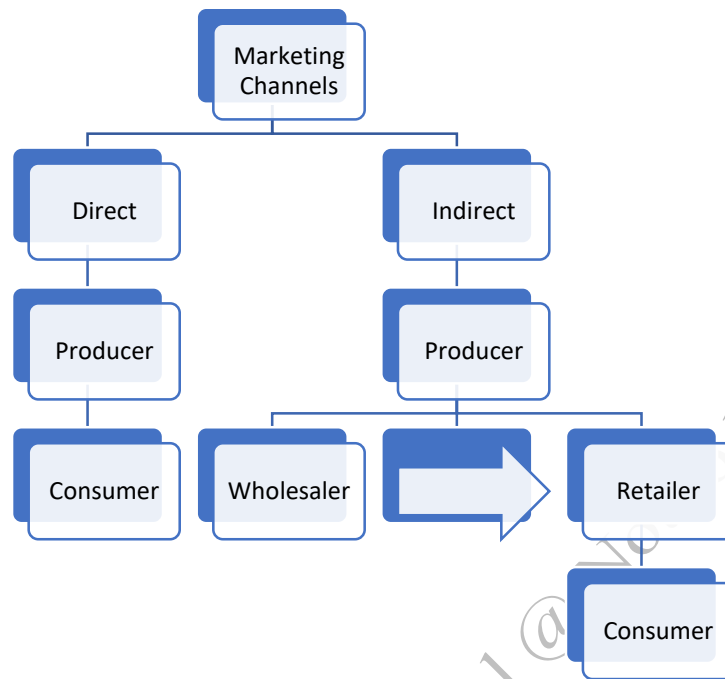 Marketing
Channels
Direct
Indirect
Producer
Producer
Consumer
Wholesaler
Retailer
Consumer